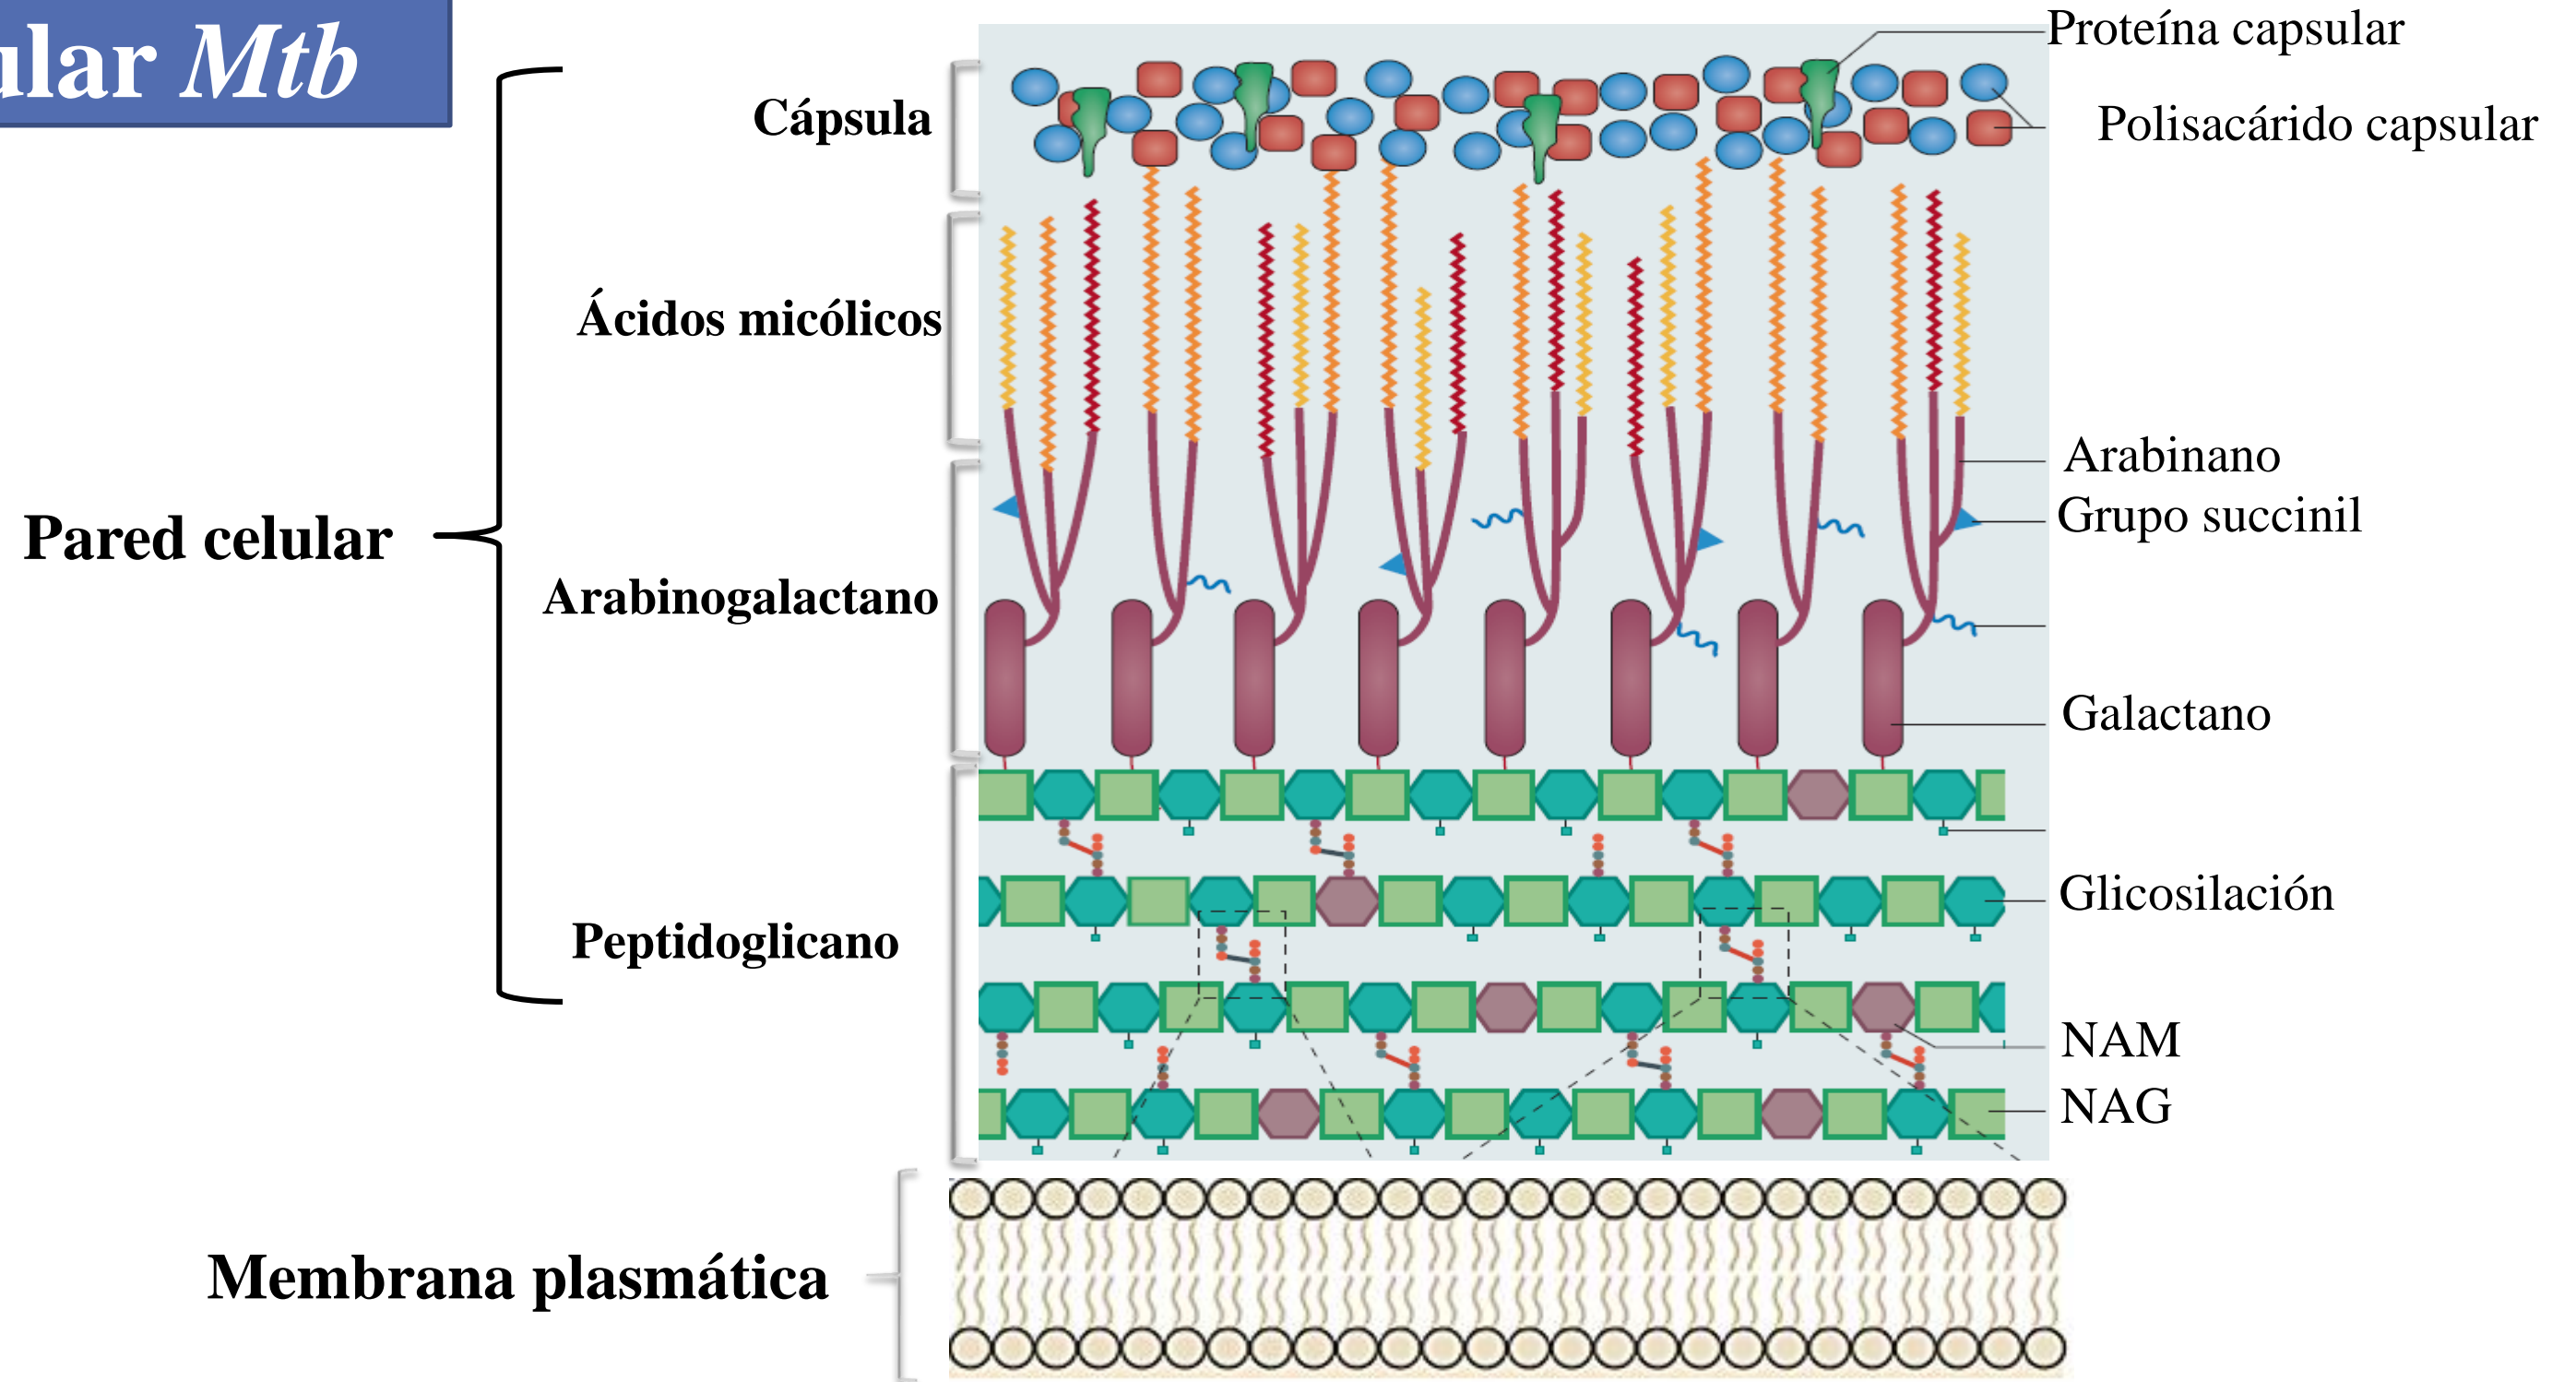 ular Mtb
Proteína capsular
Cápsula
Polisacárido capsular
Ácidos micólicos
Arabinano
Grupo succinil
Pared celular
Arabinogalactano
Galactano
Glicosilación
Peptidoglicano
NAM
NAG
Membrana plasmática